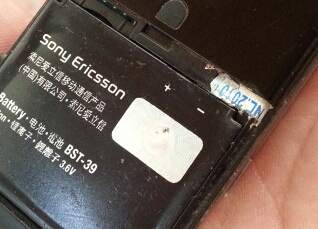 Sony Ericsson
索尼爱立信移动通信产品
(中国)有限公司·索尼爱立信
Battery·电池·電池 BST-39
ion·锂离子·鋰離子 3.6V
+ −